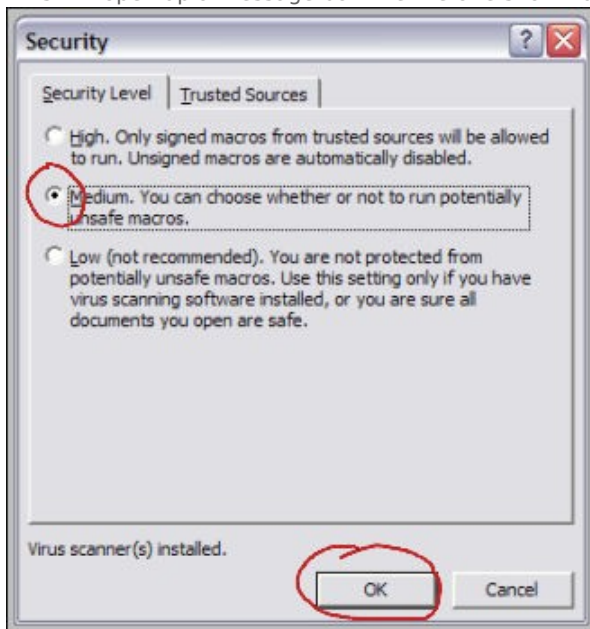 Security
?
Security Level
Trusted Sources
High. Only signed macros from trusted sources will be allowed
to run. Unsigned macros are automatically disabled.
Medium. You can choose whether or not to run potentially
unsafe macros.
Low (not recommended). You are not protected from
potentially unsafe macros. Use this setting only if you have
virus scanning software installed, or you are sure all
documents you open are safe.
Virus scanner(s) installed.
OK
Cancel